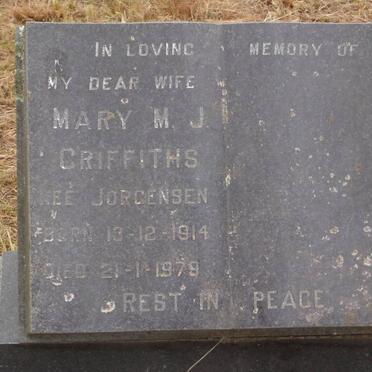 IN LOVING MEMORY OF
MY DEAR WIFE
MARY M. J.
GRIFFITHS
NEE JORGENSEN
BORN 13-12-1914
DIED 21-1-1979
REST IN PEACE